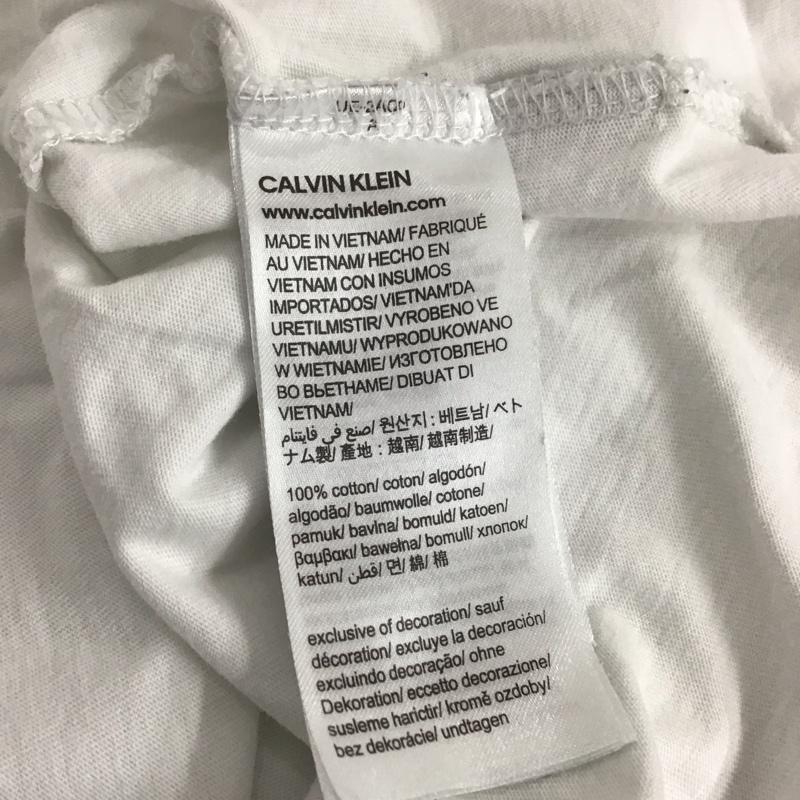 CALVIN KLEIN
www.calvinklein.com
MADE IN VIETNAM/ FABRIQUÉ
AU VIETNAM/ HECHO EN
VIETNAM CON INSUMOS
IMPORTADOS/ VIETNAM'DA
URETILMISTIR/ VYROBENO VE
VIETNAMU/ WYPRODUKOWANO
W WIETNAMIE/ ИЗГОТОВЛЕНО
ВО ВЬЕТНАМЕ/ DIBUAT DI
VIETNAM/
صنع في فايتنام/ 원산지 : 베트남/ ベト
ナム製/ 產地 : 越南/ 越南制造/
100% cotton/ coton/ algodón/
algodão/ baumwolle/ cotone/
pamuk/ bavlna/ bomuld/ katoen/
βαμβακι/ bawełna/ bomull/ хлопок/
katun/ قطن/ 면/ 綿/ 棉
exclusive of decoration/ sauf
décoration/ excluye la decoración/
excluindo decoração/ ohne
Dekoration/ eccetto decorazione/
susleme harictir/ kromě ozdoby/
bez dekorácie/ undtagen